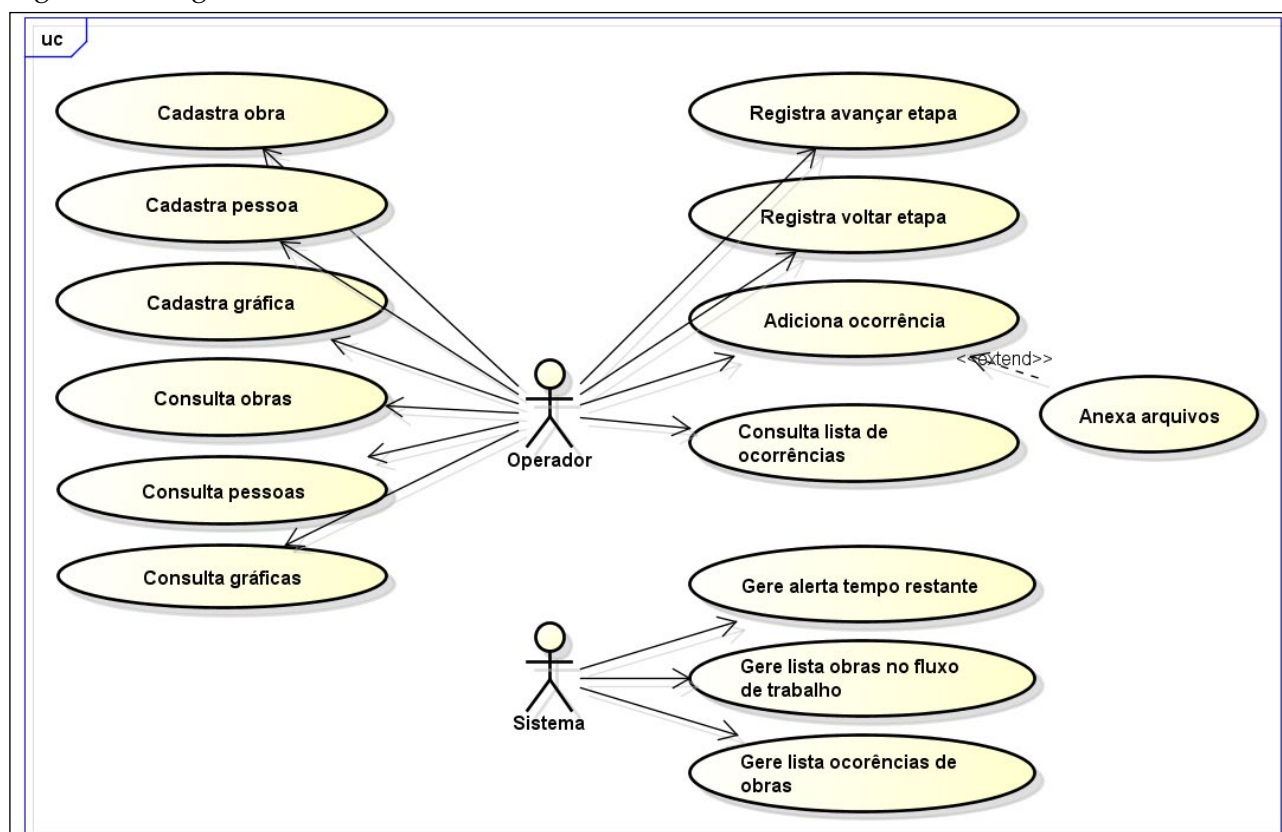 uc
Cadastra obra
Cadastra pessoa
Cadastra gráfica
Consulta obras
Consulta pessoas
Consulta gráficas
Operador
Registra avançar etapa
Registra voltar etapa
Adiciona ocorrência
<<extend>>
Anexa arquivos
Consulta lista de
ocorrências
Sistema
Gere alerta tempo restante
Gere lista obras no fluxo
de trabalho
Gere lista ocorências de
obras